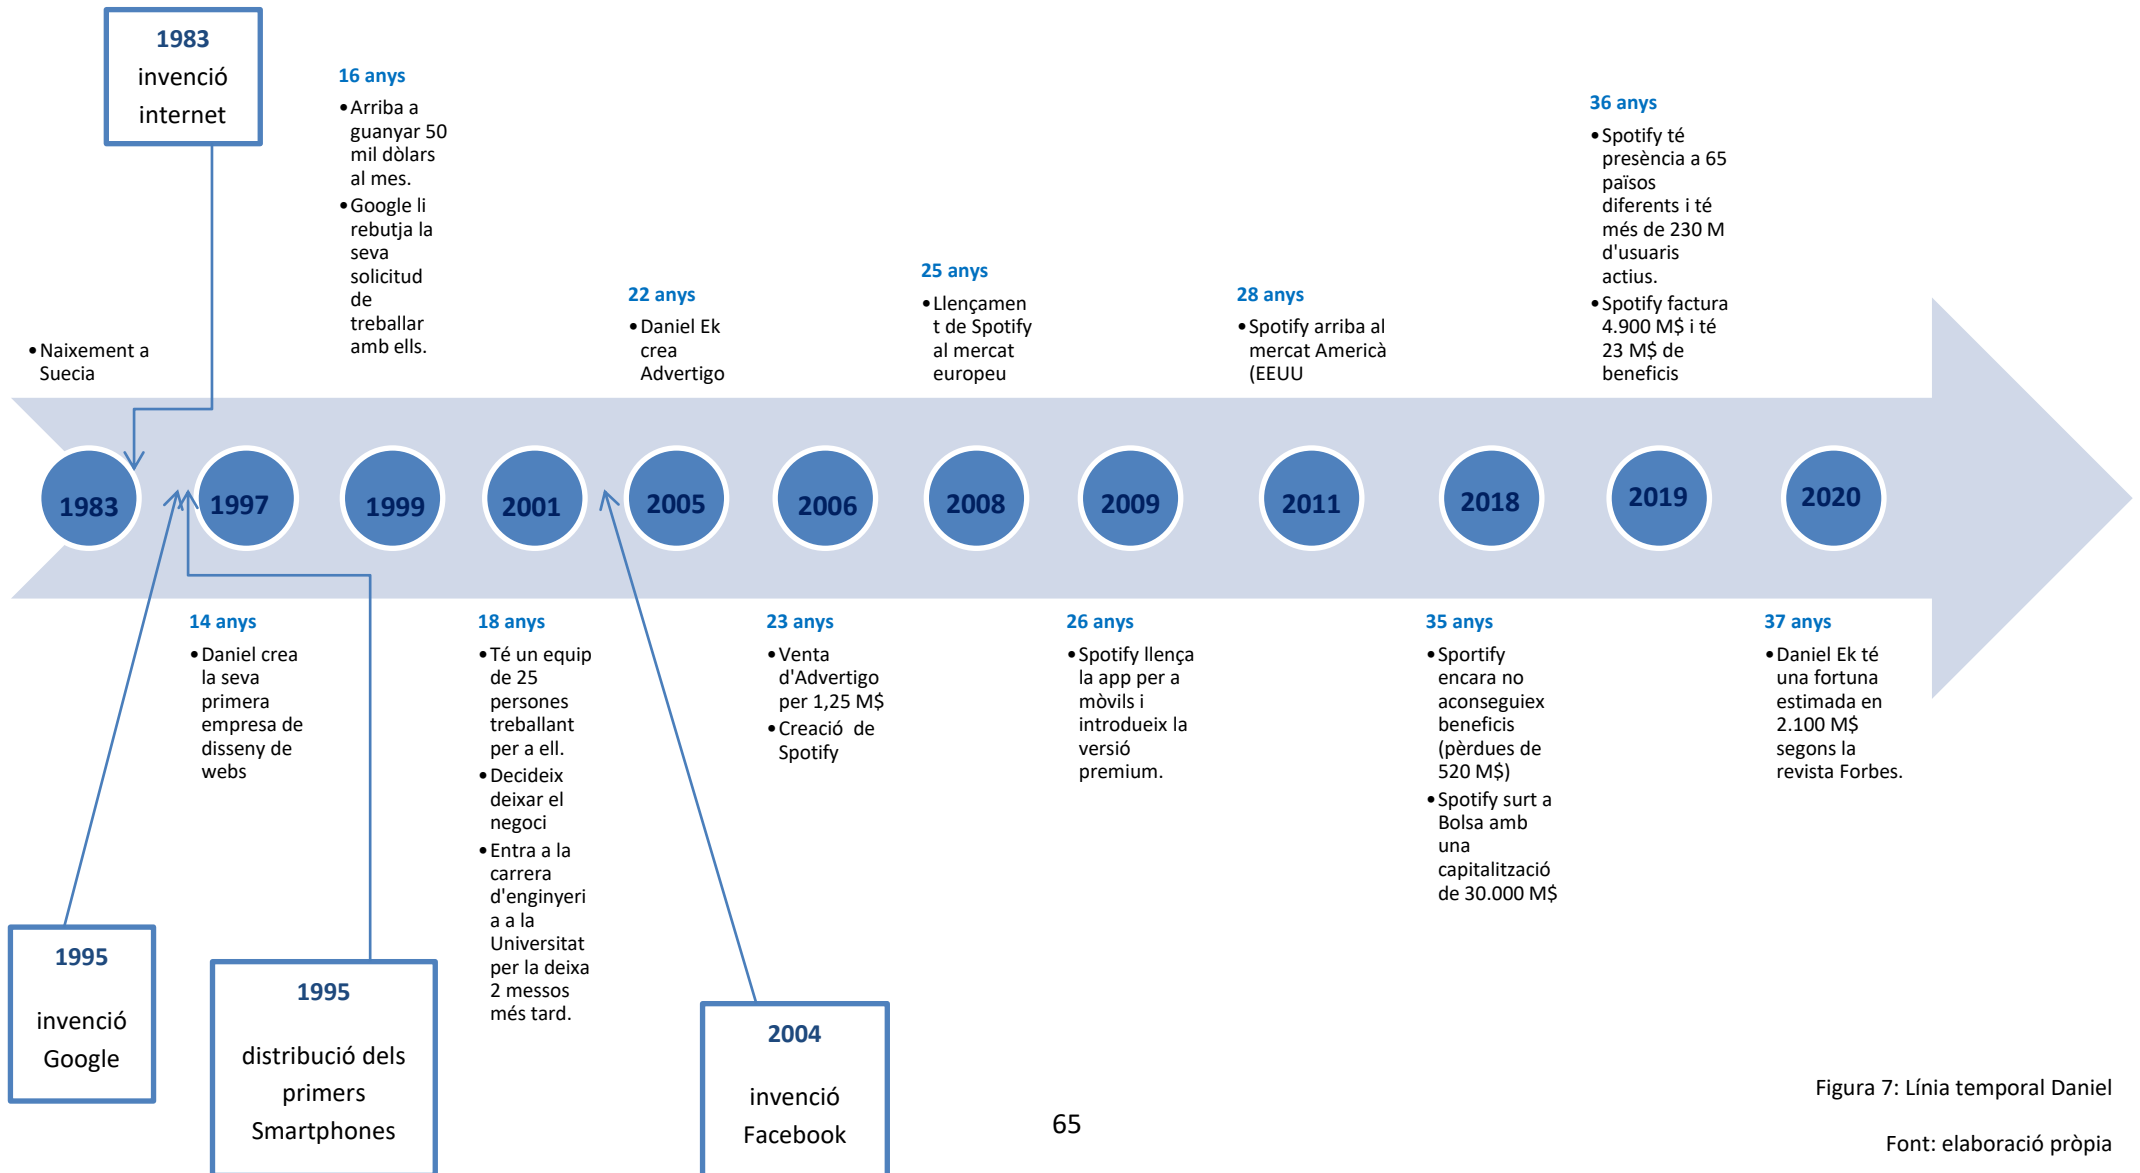 1983
invenció
internet
16 anys
•Arriba a
guanyar 50
mil dòlars
al mes.
•Google li
rebutja la
seva
solicitud
de
treballar
amb ells.
36 anys
•Spotify té
presència a 65
països
diferents i té
més de 230 M
d'usuaris
actius.
•Spotify factura
4.900 M$ i té
23 M$ de
beneficis
•Naixement a
Suecia
22 anys
•Daniel Ek
crea
Advertigo
25 anys
•Llençamen
t de Spotify
al mercat
europeu
28 anys
•Spotify arriba al
mercat Americà
(EEUU
1983
1997
1999
2001
2005
2006
2008
2009
2011
2018
2019
2020
14 anys
•Daniel crea
la seva
primera
empresa de
disseny de
webs
18 anys
•Té un equip
de 25
persones
treballant
per a ell.
•Decideix
deixar el
negoci
•Entra a la
carrera
d'enginyeri
a a la
Universitat
per la deixa
2 messos
més tard.
23 anys
•Venta
d'Advertigo
per 1,25 M$
•Creació de
Spotify
26 anys
•Spotify llença
la app per a
mòvils i
introdueix la
versió
premium.
35 anys
•Sportify
encara no
aconseguiex
beneficis
(pèrdues de
520 M$)
•Spotify surt a
Bolsa amb
una
capitalització
de 30.000 M$
37 anys
•Daniel Ek té
una fortuna
estimada en
2.100 M$
segons la
revista Forbes.
1995
invenció
Google
1995
distribució dels
primers
Smartphones
2004
invenció
Facebook
65
Figura 7: Línia temporal Daniel
Font: elaboració pròpia